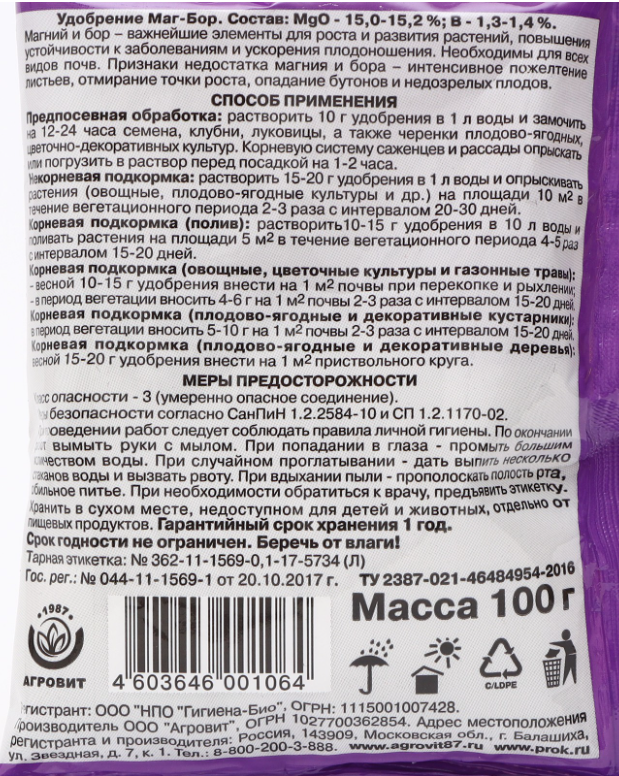 Удобрение Маг-Бор. Состав: MgO - 15,0-15,2 %; B - 1,3-1,4 %.
Магний и бор – важнейшие элементы для роста и развития растений, повышения
устойчивости к заболеваниям и ускорения плодоношения. Необходимы для всех
видов почв. Признаки недостатка магния и бора – интенсивное пожелтение
листьев, отмирание точки роста, опадание бутонов и недозрелых плодов.
СПОСОБ ПРИМЕНЕНИЯ
Предпосевная обработка: растворить 10 г удобрения в 1 л воды и замочить
на 12-24 часа семена, клубни, луковицы, а также черенки плодово-ягодных,
цветочно-декоративных культур. Корневую систему саженцев и рассады опрыскать
или погрузить в раствор перед посадкой на 1-2 часа.
Некорневая подкормка: растворить 15-20 г удобрения в 1 л воды и опрыскивать
растения (овощные, плодово-ягодные культуры и др.) на площади 10 м² в
течение вегетационного периода 2-3 раза с интервалом 20-30 дней.
Корневая подкормка (полив): растворить10-15 г удобрения в 10 л воды и
поливать растения на площади 5 м² в течение вегетационного периода 4-5 раз
с интервалом 15-20 дней.
Корневая подкормка (овощные, цветочные культуры и газонные травы):
- весной 10-15 г удобрения внести на 1 м² почвы при перекопке и рыхлении;
- в период вегетации вносить 4-6 г на 1 м² почвы 2-3 раза с интервалом 15-20 дней.
Корневая подкормка (плодово-ягодные и декоративные кустарники):
в период вегетации вносить 5-10 г на 1 м² почвы 2-3 раза с интервалом 15-20 дней.
Корневая подкормка (плодово-ягодные и декоративные деревья):
весной 15-20 г удобрения внести на 1 м² приствольного круга.
МЕРЫ ПРЕДОСТОРОЖНОСТИ
Класс опасности - 3 (умеренно опасное соединение).
безопасности согласно СанПиН 1.2.2584-10 и СП 1.2.1170-02.
работ следует соблюдать правила личной гигиены. По окончании
вымыть руки с мылом. При попадании в глаза - промыть большим
количеством воды. При случайном проглатывании - дать выпить несколько
стаканов воды и вызвать рвоту. При вдыхании пыли - прополоскать полость рта,
обильное питье. При необходимости обратиться к врачу, предъявить этикетку.
Хранить в сухом месте, недоступном для детей и животных, отдельно от
пищевых продуктов. Гарантийный срок хранения 1 год.
Срок годности не ограничен. Беречь от влаги!
Тарная этикетка: № 362-11-1569-0,1-17-5734 (Л)
Гос. рег.: № 044-11-1569-1 от 20.10.2017 г. ТУ 2387-021-46484954-2016
Масса 100 г
1987
АГРОВИТ
4 603646 001064
C/LDPE
Регистрант: ООО "НПО "Гигиена-Био", ОГРН: 1115001007428.
Производитель ООО "Агровит", ОГРН 1027700362854. Адрес местоположения
регистранта и производителя: Россия, 143909, Московская обл., г. Балашиха,
ул. Звездная, д. 7, к. 1. Тел.: 8-800-200-3-888. www.agrovit87.ru www.prok.ru